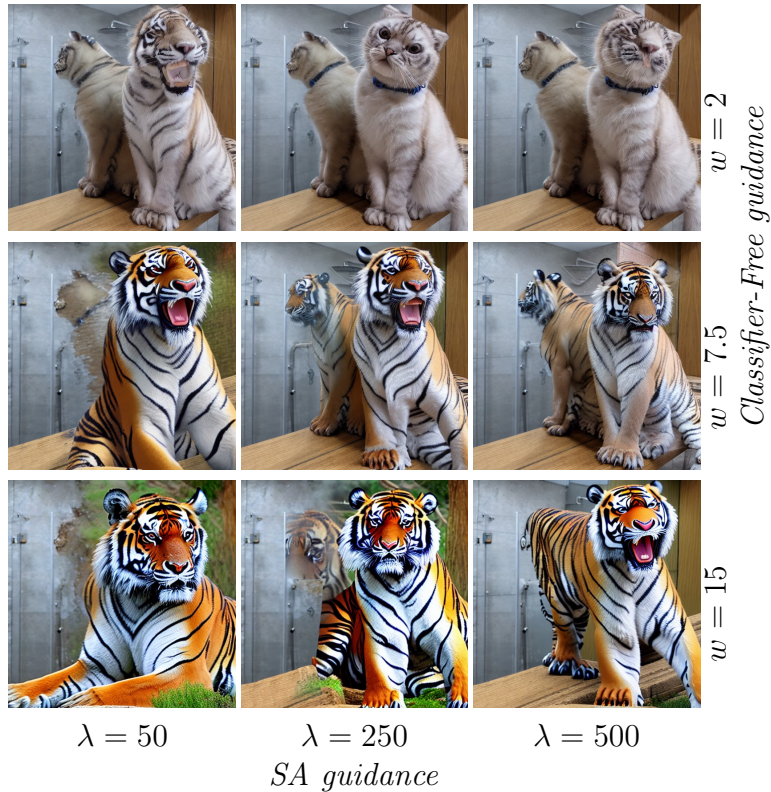 w = 2
w = 7.5
w = 15
Classifier-Free guidance
λ = 50
λ = 250
λ = 500
SA guidance